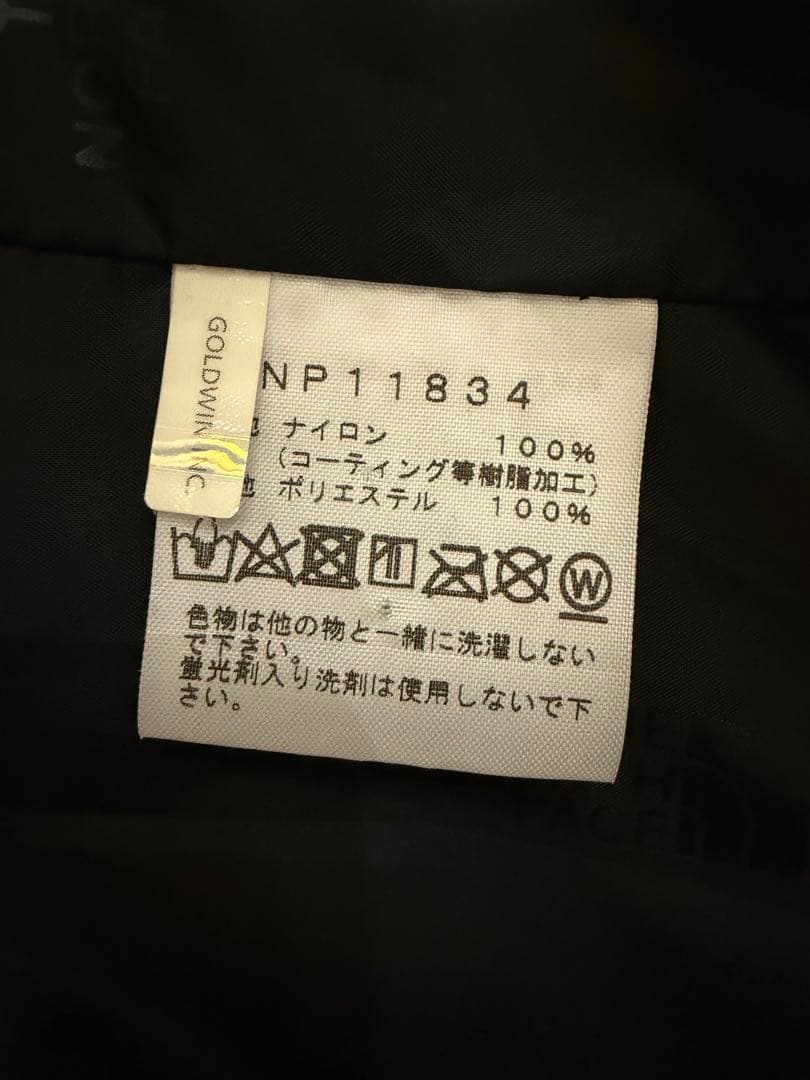 NP11834
GOLDWIN INC.
地 ナイロン 100%
(コーティング等樹脂加工)
地 ポリエステル 100%
W
色物は他の物と一緒に洗濯しない
で下さい。
蛍光剤入り洗剤は使用しないで下
さい。
FACE